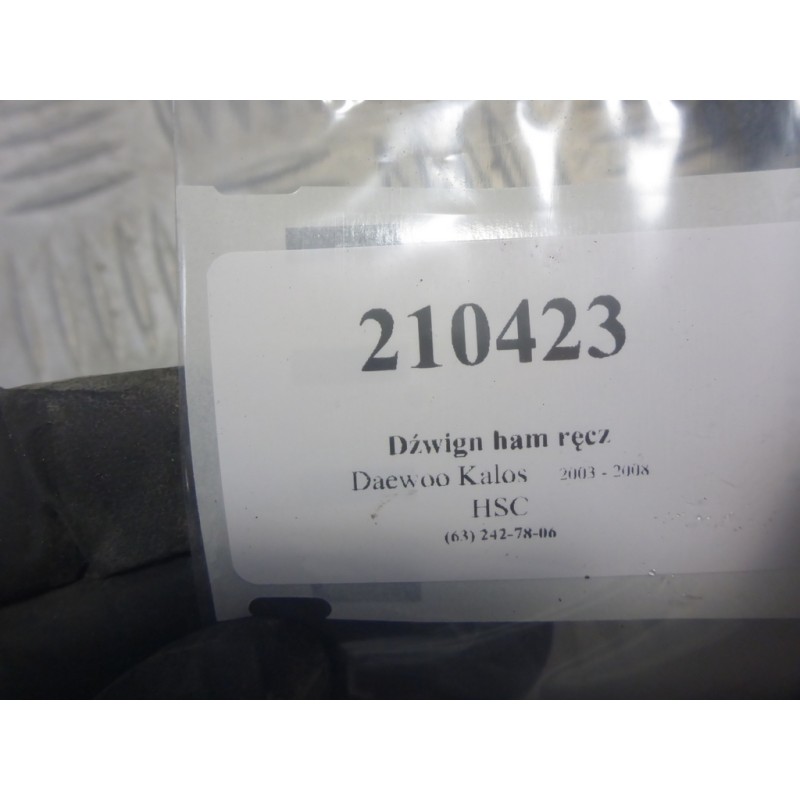 210423
Dźwign ham ręcz
Daewoo Kalos 2003 - 2008
HSC
(63) 242-78-06